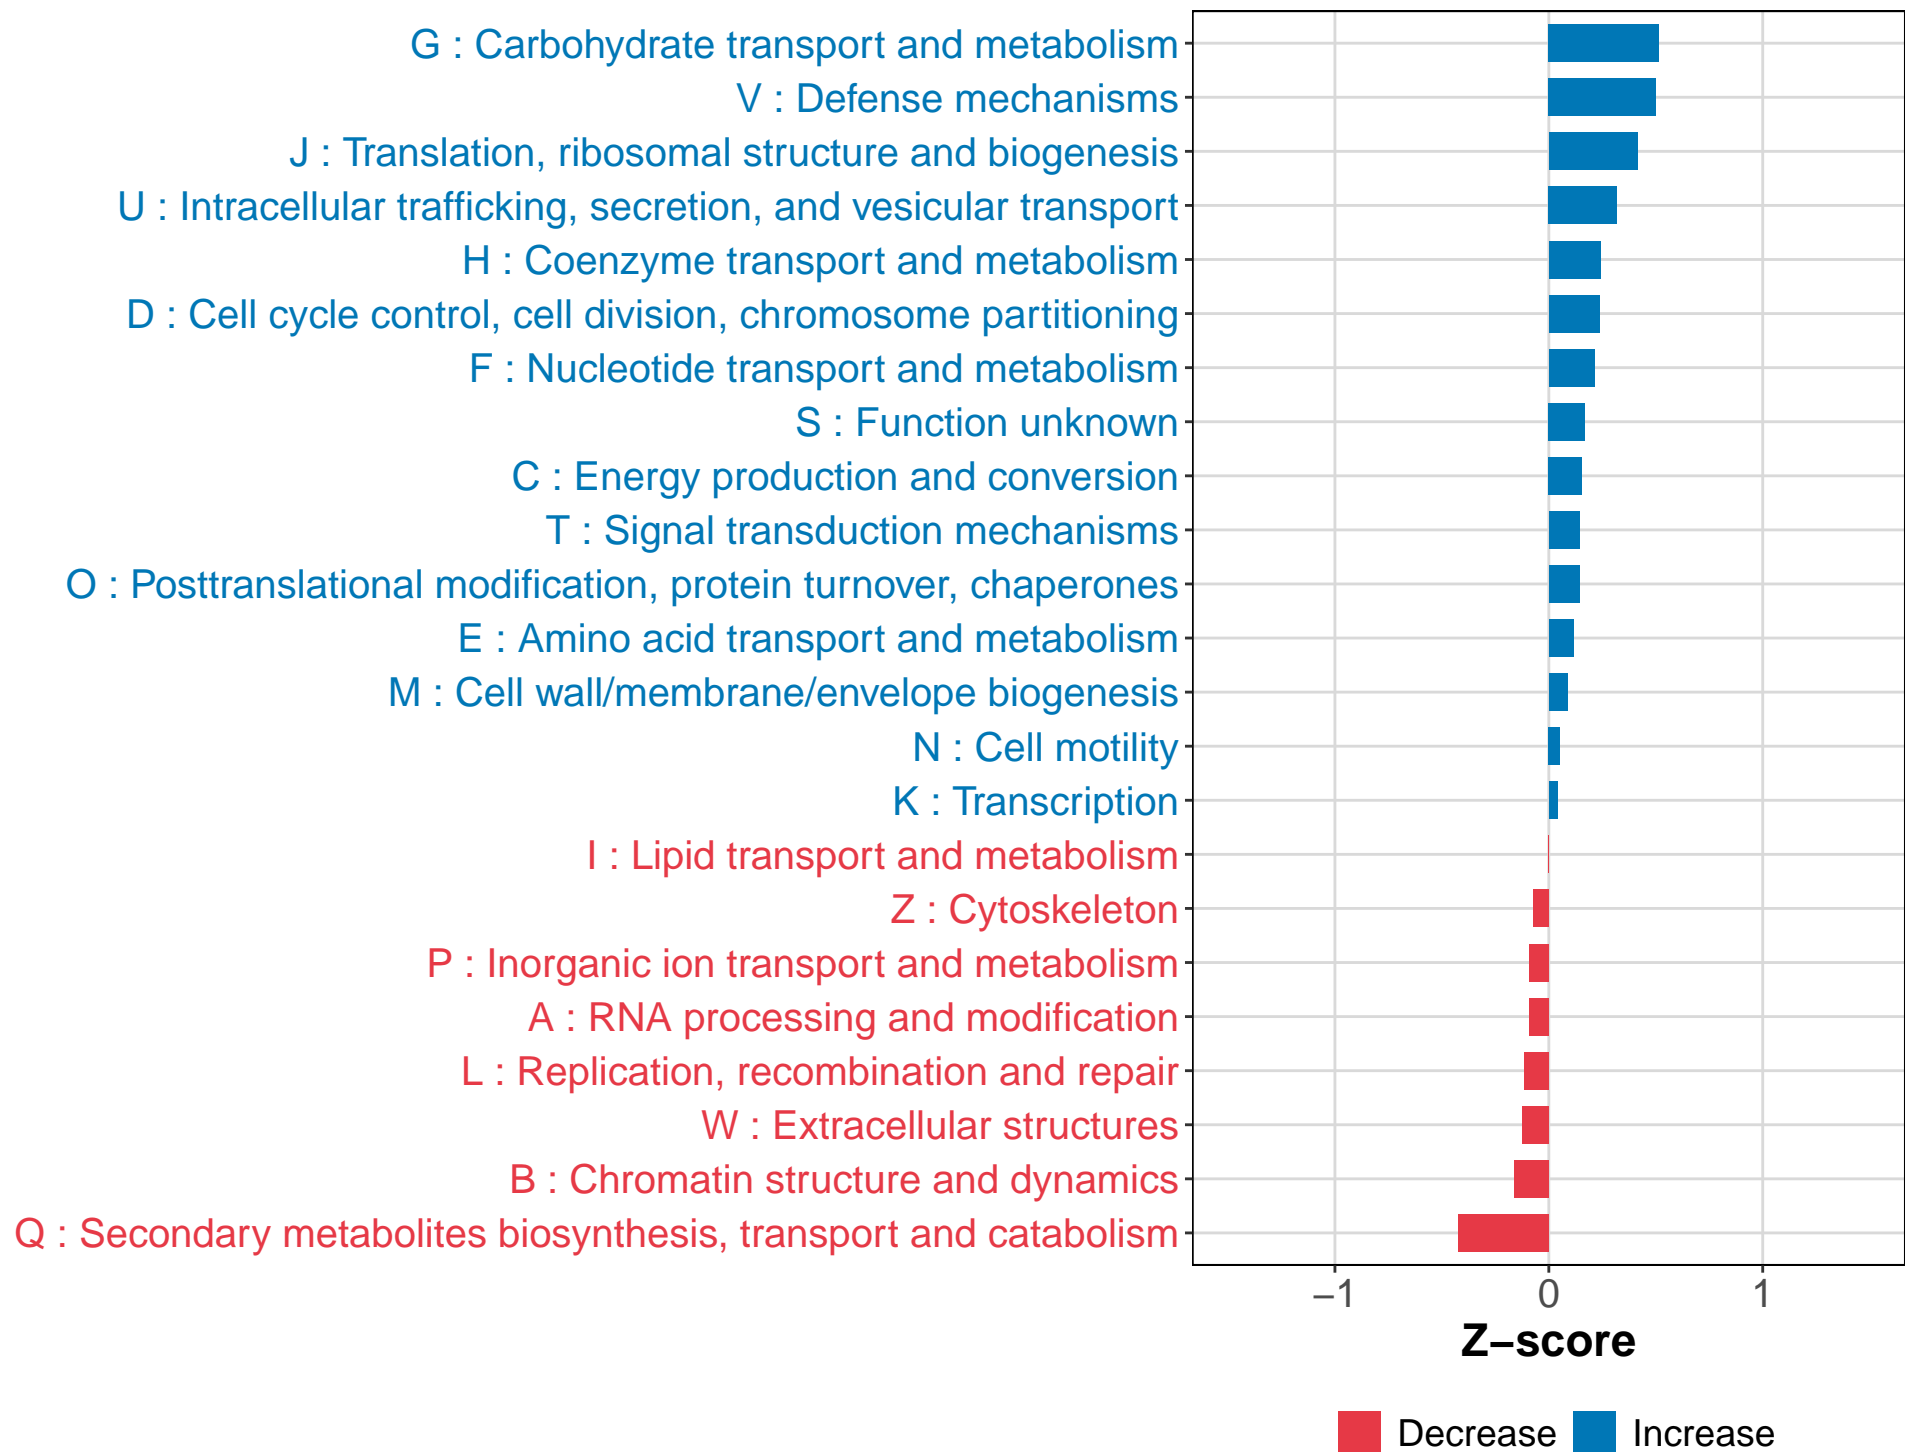 G : Carbohydrate transport and metabolism
V : Defense mechanisms
J : Translation, ribosomal structure and biogenesis
U : Intracellular trafficking, secretion, and vesicular transport
H : Coenzyme transport and metabolism
D : Cell cycle control, cell division, chromosome partitioning
F : Nucleotide transport and metabolism
S : Function unknown
C : Energy production and conversion
T : Signal transduction mechanisms
O : Posttranslational modification, protein turnover, chaperones
E : Amino acid transport and metabolism
M : Cell wall/membrane/envelope biogenesis
N : Cell motility
K : Transcription
I : Lipid transport and metabolism
Z : Cytoskeleton
P : Inorganic ion transport and metabolism
A : RNA processing and modification
L : Replication, recombination and repair
W : Extracellular structures
B : Chromatin structure and dynamics
Q : Secondary metabolites biosynthesis, transport and catabolism
−1 0 1
Z−score
Decrease Increase